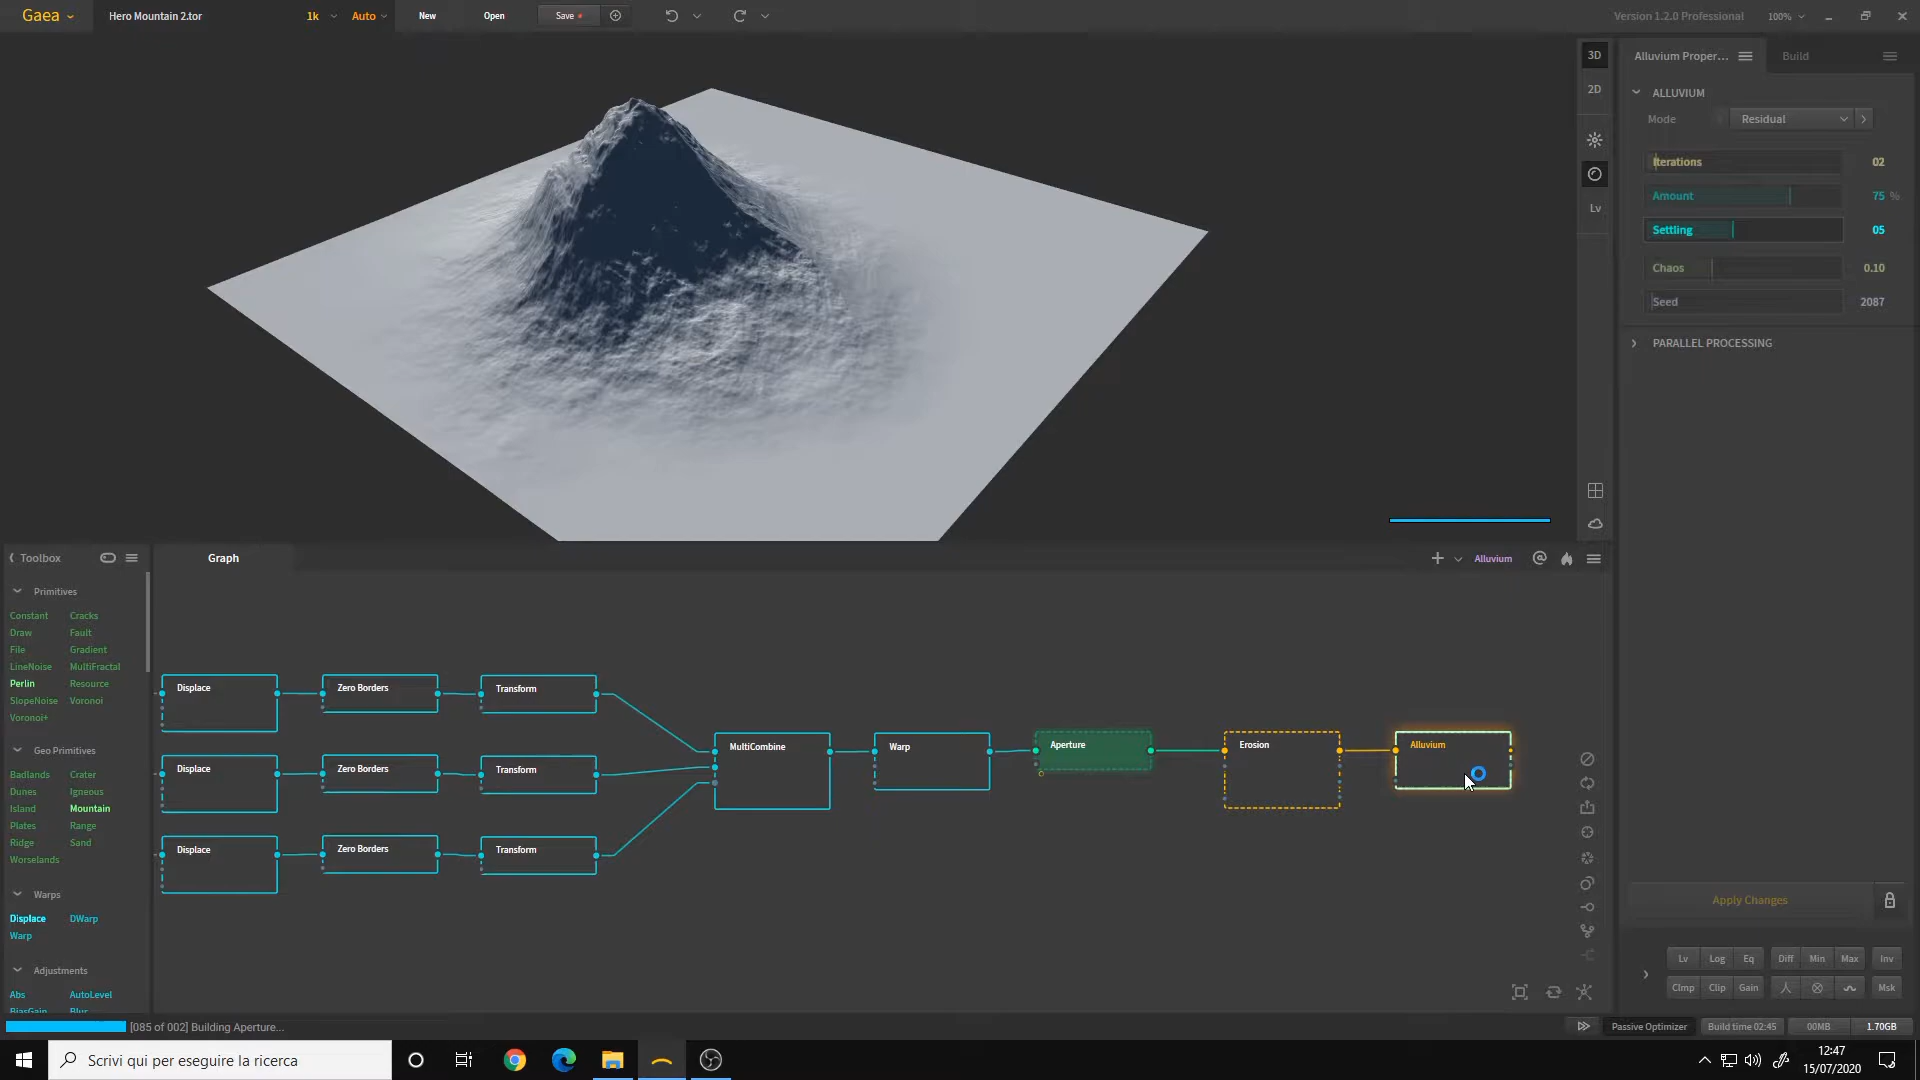 Gaea
Hero Mountain 2.tor
1k
Auto
New
Open
Save
Version 1.2.0 Professional
100%
3D
2D
Lv
Alluvium Proper...
Build
ALLUVIUM
Mode
Residual
Iterations
02
Amount
75 %
Settling
05
Chaos
0.10
Seed
2087
PARALLEL PROCESSING
Toolbox
Graph
Alluvium
Primitives
Constant Cracks
Draw Fault
File Gradient
LineNoise MultiFractal
Perlin Resource
SlopeNoise Voronoi
Voronoi+
Geo Primitives
Badlands Crater
Dunes Igneous
Island Mountain
Plates Range
Ridge Sand
Worselands
Warps
Displace DWarp
Warp
Adjustments
Abs AutoLevel
BiasGain Blur
Displace
Zero Borders
Transform
Displace
Zero Borders
Transform
Displace
Zero Borders
Transform
MultiCombine
Warp
Aperture
Erosion
Alluvium
Apply Changes
Lv Log Eq Diff Min Max Inv
Clmp Clip Gain Msk
[085 of 002] Building Aperture...
Passive Optimizer
Build time 02:45
00MB
1.70GB
Scrivi qui per eseguire la ricerca
12:47
15/07/2020